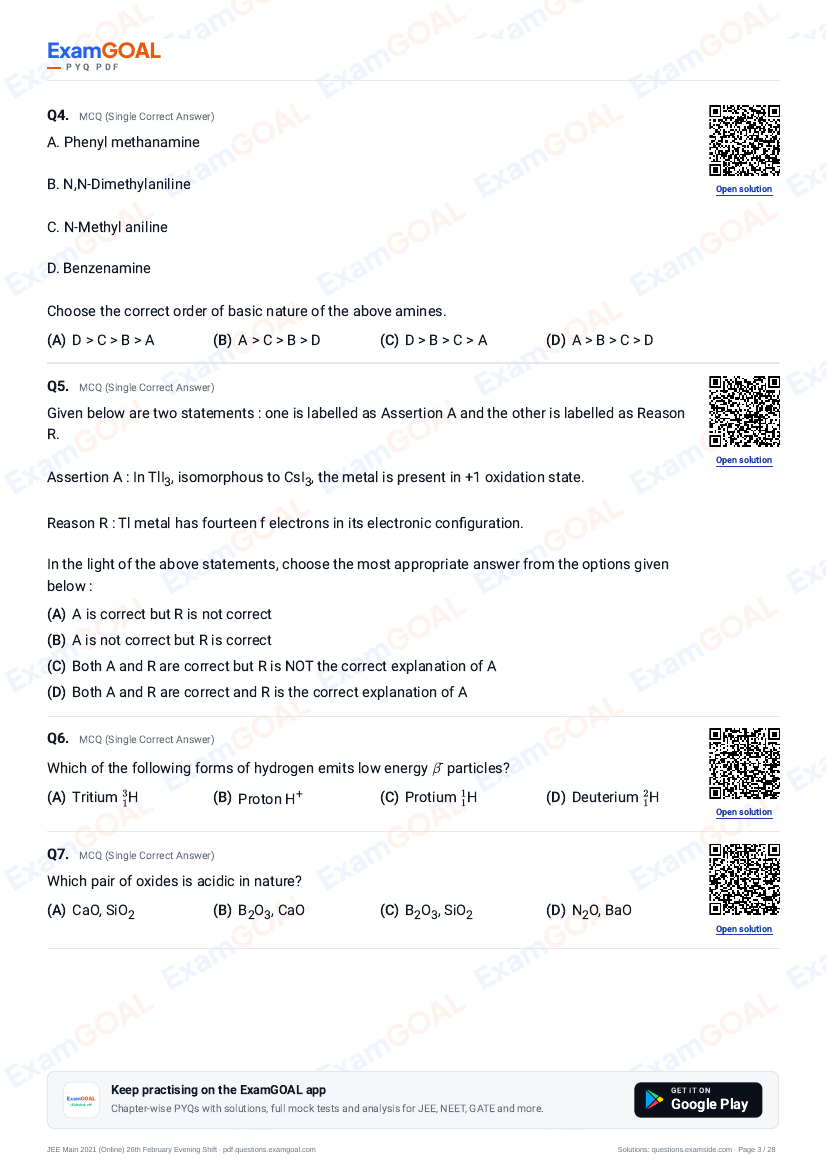 ExamGOAL
PYQ PDF
Q4. MCQ (Single Correct Answer)
A. Phenyl methanamine
B. N,N-Dimethylaniline
C. N-Methyl aniline
D. Benzenamine
Choose the correct order of basic nature of the above amines.
(A) D > C > B > A (B) A > C > B > D (C) D > B > C > A (D) A > B > C > D
Open solution
Q5. MCQ (Single Correct Answer)
Given below are two statements : one is labelled as Assertion A and the other is labelled as Reason
R.
Assertion A : In TlI₃, isomorphous to CsI₃, the metal is present in +1 oxidation state.
Reason R : Tl metal has fourteen f electrons in its electronic configuration.
In the light of the above statements, choose the most appropriate answer from the options given
below :
(A) A is correct but R is not correct
(B) A is not correct but R is correct
(C) Both A and R are correct but R is NOT the correct explanation of A
(D) Both A and R are correct and R is the correct explanation of A
Open solution
Q6. MCQ (Single Correct Answer)
Which of the following forms of hydrogen emits low energy β⁻ particles?
(A) Tritium ³₁H (B) Proton H⁺ (C) Protium ¹₁H (D) Deuterium ²₁H
Open solution
Q7. MCQ (Single Correct Answer)
Which pair of oxides is acidic in nature?
(A) CaO, SiO₂ (B) B₂O₃, CaO (C) B₂O₃, SiO₂ (D) N₂O, BaO
Open solution
ExamGOAL
Keep practising on the ExamGOAL app
Chapter-wise PYQs with solutions, full mock tests and analysis for JEE, NEET, GATE and more.
GET IT ON
Google Play
JEE Main 2021 (Online) 26th February Evening Shift · pdf.questions.examgoal.com
Solutions: questions.examside.com · Page 3 / 28